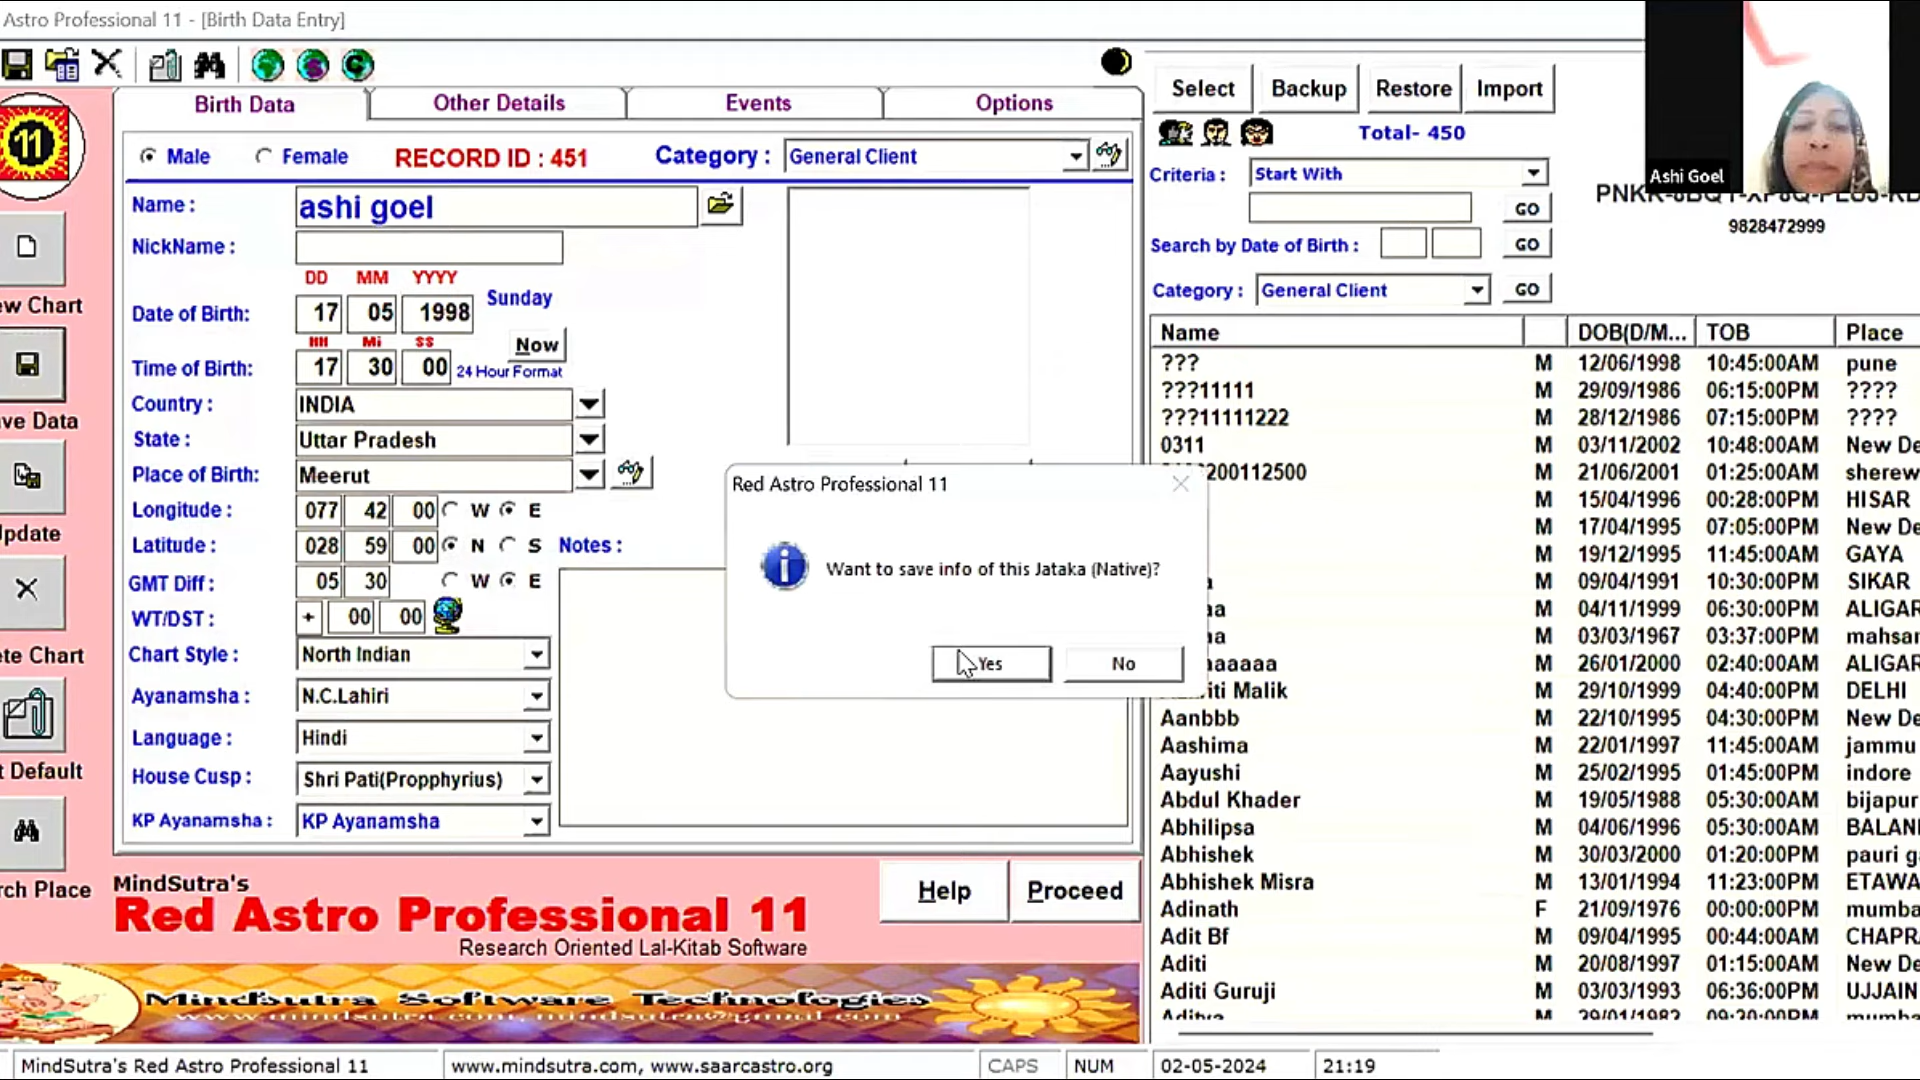 Astro Professional 11 - [Birth Data Entry]
Birth Data
Other Details
Events
Options
Select
Backup
Restore
Import
Total- 450
Ashi Goel
9828472999
11
Male
Female
RECORD ID : 451
Category :
General Client
Criteria :
Start With
GO
Search by Date of Birth :
GO
Category :
General Client
GO
Name :
ashi goel
NickName :
DD MM YYYY
Date of Birth:
17 05 1998
Sunday
HH Mi SS
Now
Time of Birth:
17 30 00
24 Hour Format
Country :
INDIA
State :
Uttar Pradesh
Place of Birth:
Meerut
Longitude :
077 42 00 W E
Latitude :
028 59 00 N S
Notes :
GMT Diff :
05 30 W E
WT/DST :
+ 00 00
Chart Style :
North Indian
Ayanamsha :
N.C.Lahiri
Language :
Hindi
House Cusp :
Shri Pati(Propphyrius)
KP Ayanamsha :
KP Ayanamsha
Red Astro Professional 11
Want to save info of this Jataka (Native)?
Yes
No
ew Chart
ve Data
pdate
ete Chart
t Default
rch Place
Name DOB(D/M... TOB Place
??? M 12/06/1998 10:45:00AM pune
???11111 M 29/09/1986 06:15:00PM ????
???11111222 M 28/12/1986 07:15:00PM ????
0311 M 03/11/2002 10:48:00AM New De
200112500 M 21/06/2001 01:25:00AM sherew
M 15/04/1996 00:28:00PM HISAR
M 17/04/1995 07:05:00PM New De
M 19/12/1995 11:45:00AM GAYA
a M 09/04/1991 10:30:00PM SIKAR
aa M 04/11/1999 06:30:00PM ALIGAR
na M 03/03/1967 03:37:00PM mahsan
aaaaaa M 26/01/2000 02:40:00AM ALIGAR
iti Malik M 29/10/1999 04:40:00PM DELHI
Aanbbb M 22/10/1995 04:30:00PM New De
Aashima M 22/01/1997 11:45:00AM jammu
Aayushi M 25/02/1995 01:45:00PM indore
Abdul Khader M 19/05/1988 05:30:00AM bijapur
Abhilipsa M 04/06/1996 05:30:00AM BALANI
Abhishek M 30/03/2000 01:20:00PM pauri ga
Abhishek Misra M 13/01/1994 11:23:00PM ETAWA
Adinath F 21/09/1976 00:00:00PM mumba
Adit Bf M 09/04/1995 00:44:00AM CHAPRA
Aditi M 20/08/1997 01:15:00AM New De
Aditi Guruji M 03/03/1993 06:36:00PM UJJAIN
Aditya M 29/01/1982 09:20:00PM mumba
Help
Proceed
MindSutra's
Red Astro Professional 11
Research Oriented Lal-Kitab Software
MindSutra Software Technologies
www.mindsutra.com, mindsutra@gmail.com
MindSutra's Red Astro Professional 11
www.mindsutra.com, www.saarcastro.org
CAPS
NUM
02-05-2024
21:19